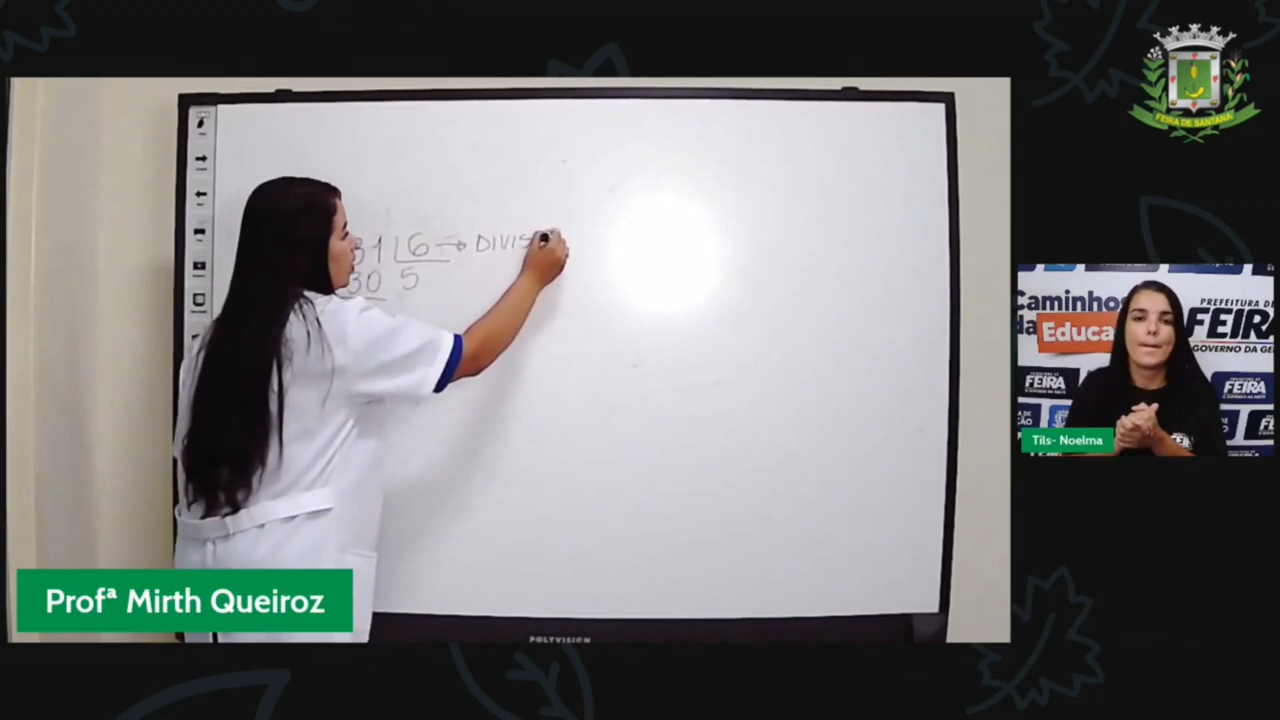 FEIRA DE SANTANA
31 6 → DIVIS
30 5
Caminhos
da Educa
PREFEITURA DE
FEIRA
GOVERNO DA GE
FEIRA
FEIRA
Tils- Noelma
Profª Mirth Queiroz
POLYVISION